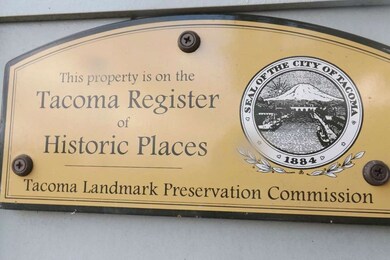 This property is on the
Tacoma Register
of
Historic Places
SEAL OF THE CITY OF TACOMA
1884
Tacoma Landmark Preservation Commission